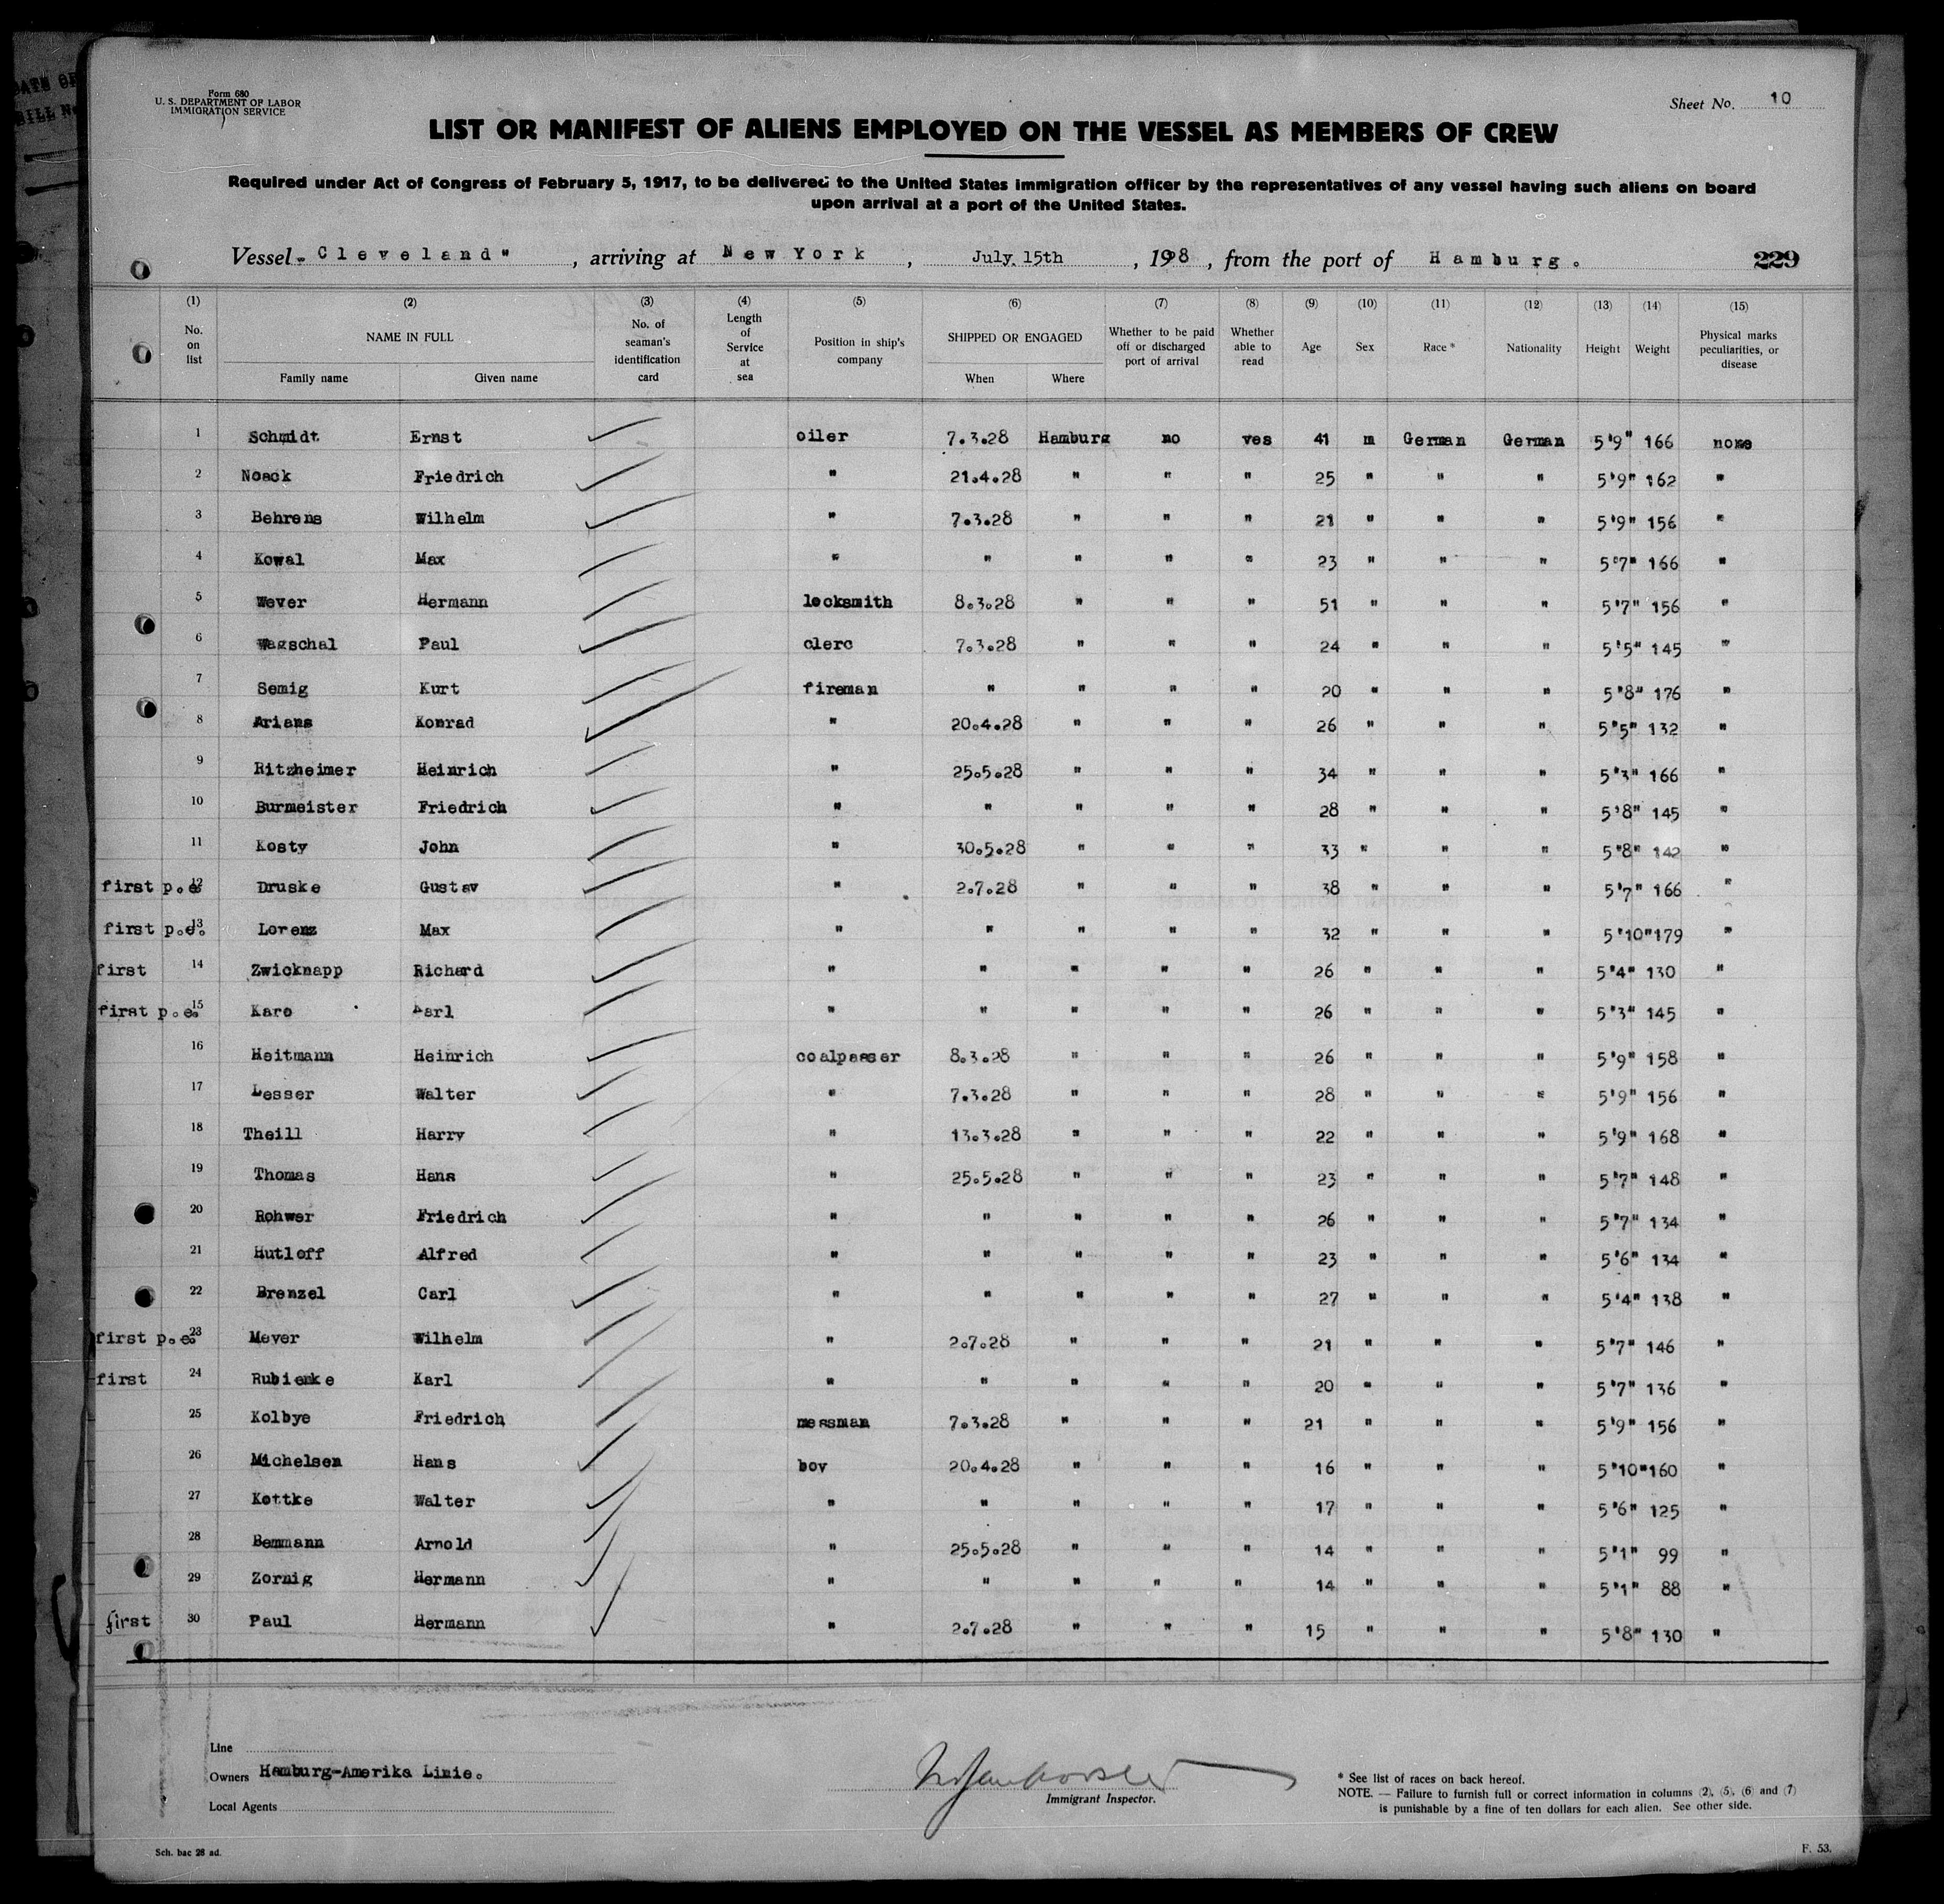 Form 680
U. S. DEPARTMENT OF LABOR
IMMIGRATION SERVICE
Sheet No. 10
LIST OR MANIFEST OF ALIENS EMPLOYED ON THE VESSEL AS MEMBERS OF CREW
Required under Act of Congress of February 5, 1917, to be delivered to the United States immigration officer by the representatives of any vessel having such aliens on board
upon arrival at a port of the United States.
Vessel "Cleveland" , arriving at New York , July 15th , 1928 , from the port of Hamburg. 229
(1) (2) (3) (4) (5) (6) (7) (8) (9) (10) (11) (12) (13) (14) (15)
No. on list NAME IN FULL Family name Given name No. of seaman's identification card Length of Service at sea Position in ship's company SHIPPED OR ENGAGED When Where Whether to be paid off or discharged port of arrival Whether able to read Age Sex Race * Nationality Height Weight Physical marks peculiarities, or disease
1 Schmidt Ernst oiler 7.3.28 Hamburg no yes 41 m German German 5'9" 166 none
2 Noack Friedrich " 21.4.28 " " " 25 " " " 5'9" 162 "
3 Behrens Wilhelm " 7.3.28 " " " 21 " " " 5'9" 156 "
4 Kowal Max " " " " " 23 " " " 5'7" 166 "
5 Wever Hermann locksmith 8.3.28 " " " 51 " " " 5'7" 156 "
6 Wagschal Paul clerc 7.3.28 " " " 24 " " " 5'5" 145 "
7 Semig Kurt fireman " " " " 20 " " " 5'8" 176 "
8 Arians Konrad " 20.4.28 " " " 26 " " " 5'5" 132 "
9 Ritzheimer Heinrich " 25.5.28 " " " 34 " " " 5'3" 166 "
10 Burmeister Friedrich " " " " " 28 " " " 5'8" 145 "
11 Kosty John " 30.5.28 " " " 33 " " " 5'8" 142 "
first p.e. 12 Druske Gustav " 2.7.28 " " " 38 " " " 5'7" 166 "
first p.e. 13 Lorenz Max " " " " " 32 " " " 5'10" 179 "
first 14 Zwicknapp Richard " " " " " 26 " " " 5'4" 130 "
first p.e. 15 Karo Karl " " " " " 26 " " " 5'3" 145 "
16 Heitmann Heinrich coalpasser 8.3.28 " " " 26 " " " 5'9" 158 "
17 Lesser Walter " 7.3.28 " " " 28 " " " 5'9" 156 "
18 Theill Harry " 13.3.28 " " " 22 " " " 5'9" 168 "
19 Thomas Hans " 25.5.28 " " " 23 " " " 5'7" 148 "
20 Rohwer Friedrich " " " " " 26 " " " 5'7" 134 "
21 Hutloff Alfred " " " " " 23 " " " 5'6" 134 "
22 Brenzel Carl " " " " " 27 " " " 5'4" 138 "
first p.e. 23 Meyer Wilhelm " 2.7.28 " " " 21 " " " 5'7" 146 "
first 24 Rubienke Karl " " " " " 20 " " " 5'7" 136 "
25 Kolbye Friedrich messman 7.3.28 " " " 21 " " " 5'9" 156 "
26 Michelsen Hans boy 20.4.28 " " " 16 " " " 5'10" 160 "
27 Kottke Walter " " " " " 17 " " " 5'6" 125 "
28 Bemmann Arnold " 25.5.28 " " " 14 " " " 5'1" 99 "
29 Zornig Hermann " " " " " 14 " " " 5'1" 88 "
first 30 Paul Hermann " 2.7.28 " " " 15 " " " 5'8" 130 "
Line
Owners Hamburg-Amerika Linie.
Local Agents
Immigrant Inspector.
* See list of races on back hereof.
NOTE. — Failure to furnish full or correct information in columns (2), (5), (6) and (7)
is punishable by a fine of ten dollars for each alien. See other side.
Sch. bac 28 ad.
F. 53.